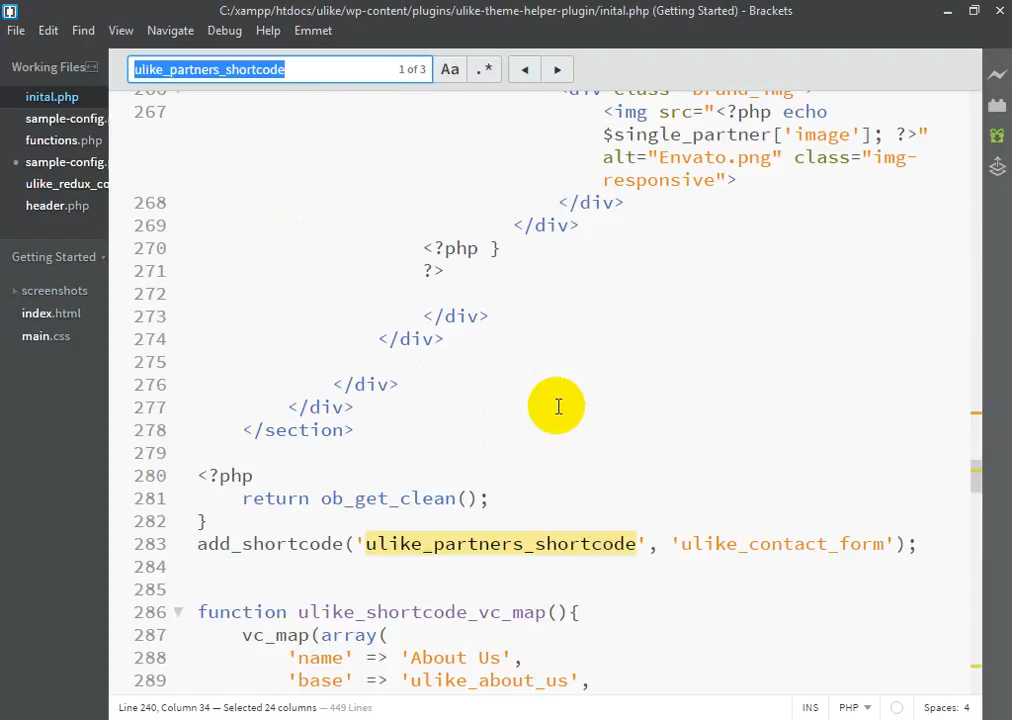 C:/xampp/htdocs/ulike/wp-content/plugins/ulike-theme-helper-plugin/inital.php (Getting Started) - Brackets
File Edit Find View Navigate Debug Help Emmet
Working Files
inital.php
sample-config.
functions.php
sample-config.
ulike_redux_co
header.php
Getting Started
screenshots
index.html
main.css
ulike_partners_shortcode 1 of 3 Aa .*
266 <div class="brand_img">
267 <img src="<?php echo
$single_partner['image']; ?>"
alt="Envato.png" class="img-
responsive">
268 </div>
269 </div>
270 <?php }
271 ?>
272
273 </div>
274 </div>
275
276 </div>
277 </div>
278 </section>
279
280 <?php
281 return ob_get_clean();
282 }
283 add_shortcode('ulike_partners_shortcode', 'ulike_contact_form');
284
285
286 function ulike_shortcode_vc_map(){
287 vc_map(array(
288 'name' => 'About Us',
289 'base' => 'ulike_about_us',
Line 240, Column 34 — Selected 24 columns — 449 Lines
INS PHP Spaces: 4